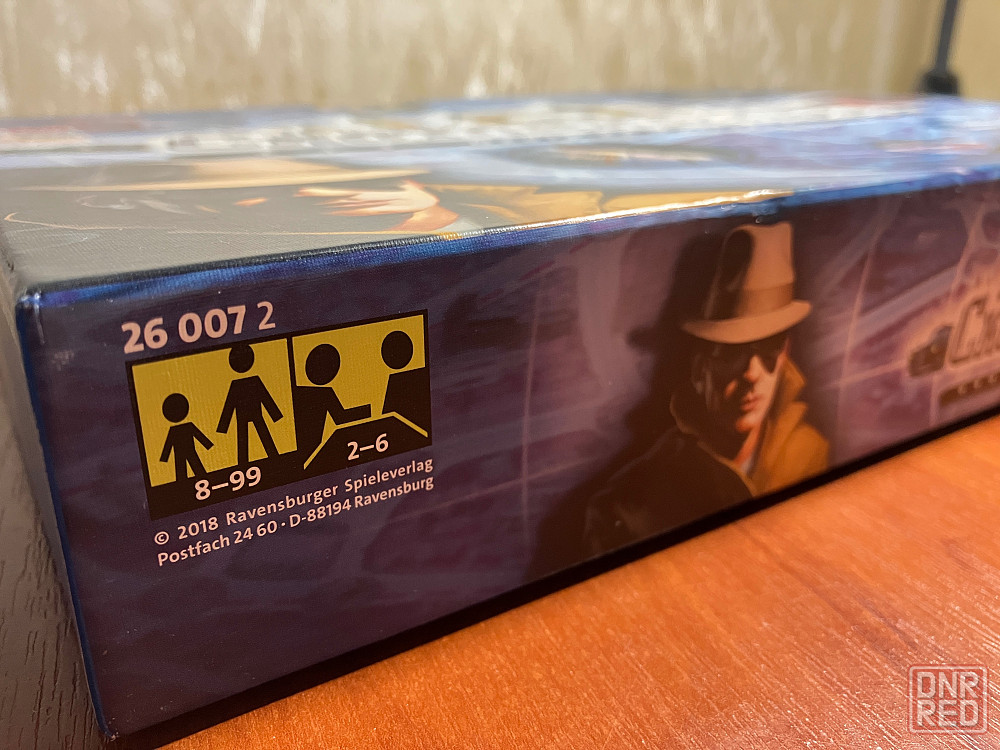 26 007 2
8–99
2–6
© 2018 Ravensburger Spieleverlag
Postfach 24 60 · D-88194 Ravensburg
DNR
RED